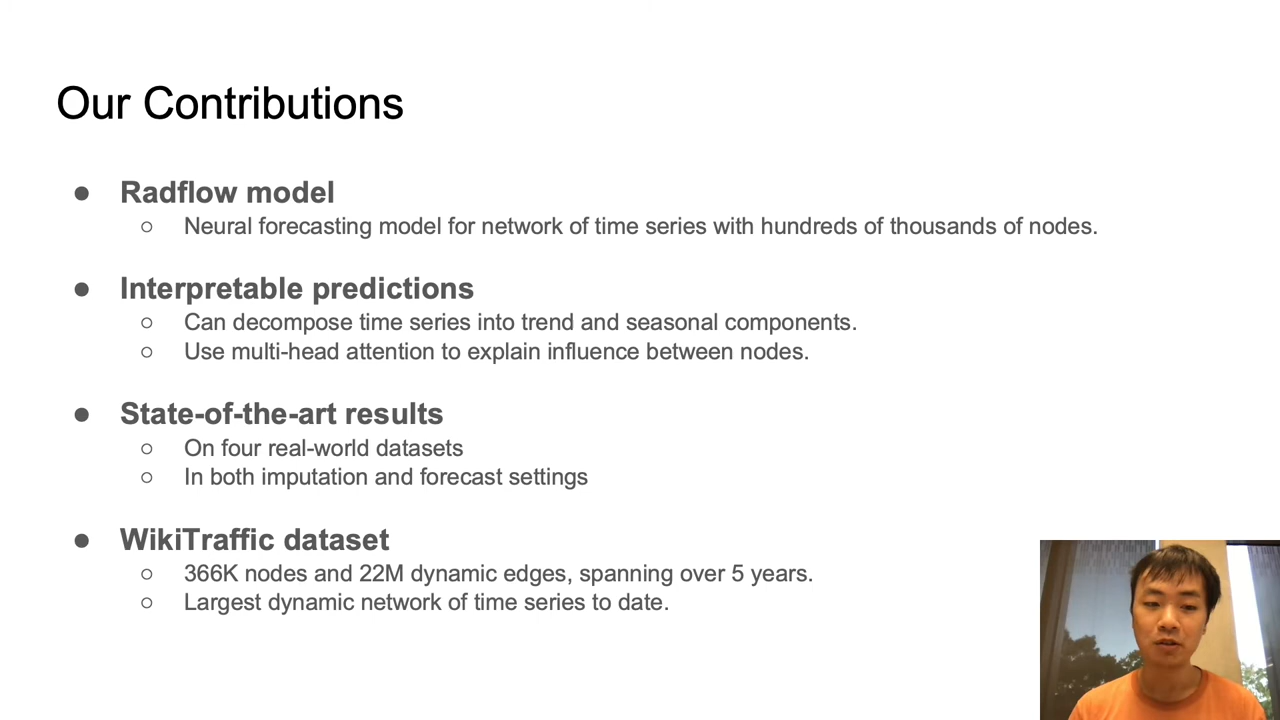 Our Contributions
● Radflow model
○ Neural forecasting model for network of time series with hundreds of thousands of nodes.
● Interpretable predictions
○ Can decompose time series into trend and seasonal components.
○ Use multi-head attention to explain influence between nodes.
● State-of-the-art results
○ On four real-world datasets
○ In both imputation and forecast settings
● WikiTraffic dataset
○ 366K nodes and 22M dynamic edges, spanning over 5 years.
○ Largest dynamic network of time series to date.